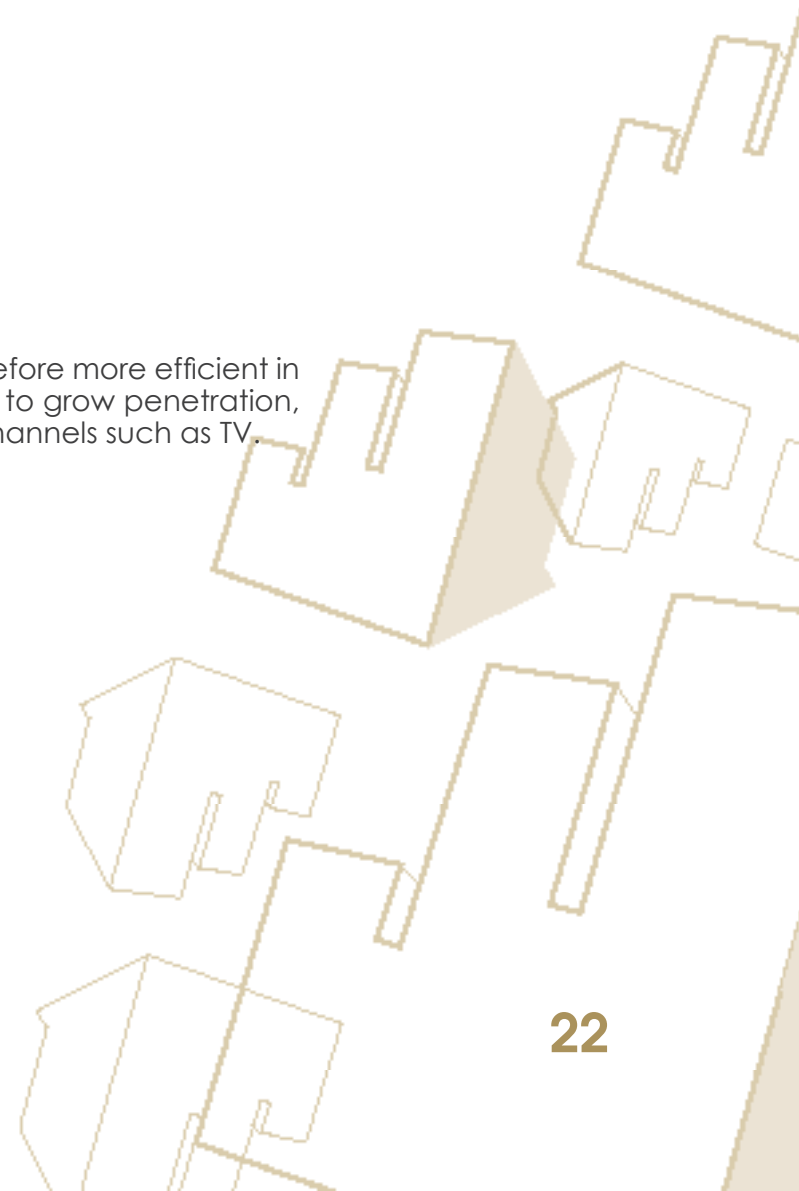 efore more efficient in
to grow penetration,
hannels such as TV.
22